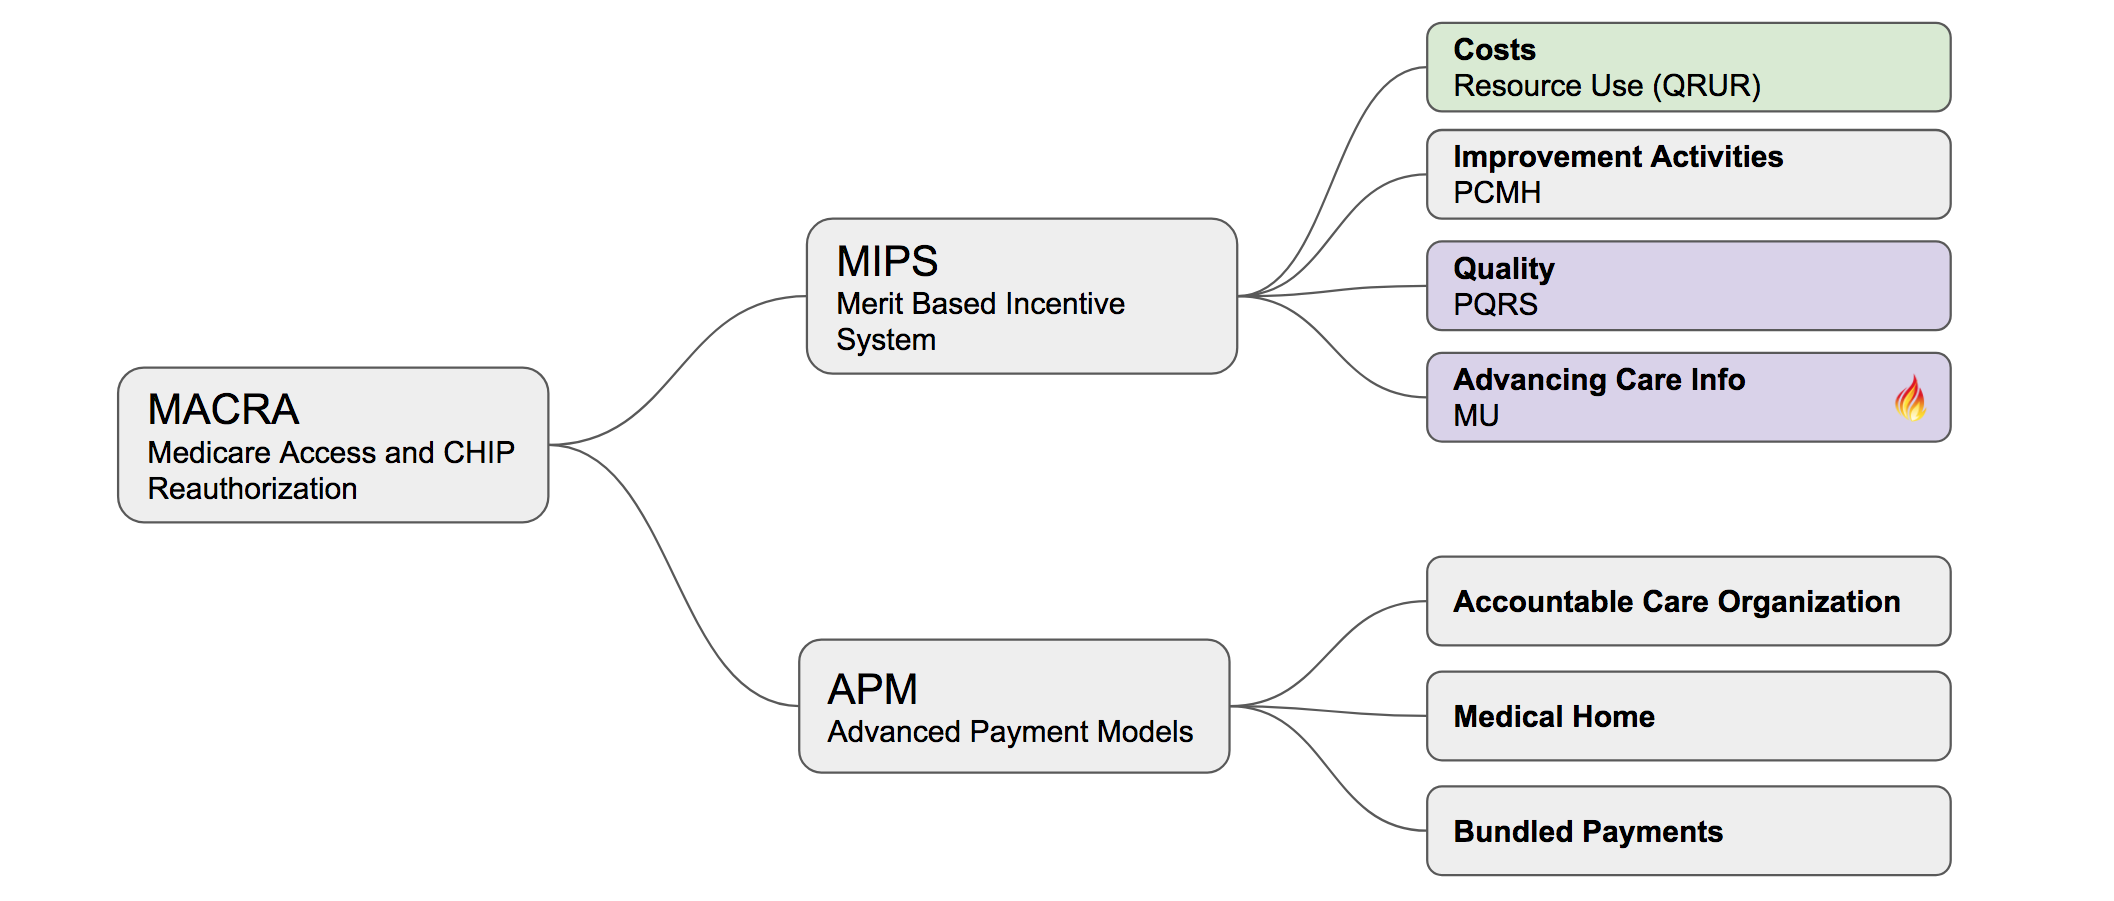 MACRA
Medicare Access and CHIP
Reauthorization
MIPS
Merit Based Incentive
System
Costs
Resource Use (QRUR)
Improvement Activities
PCMH
Quality
PQRS
Advancing Care Info
MU
APM
Advanced Payment Models
Accountable Care Organization
Medical Home
Bundled Payments